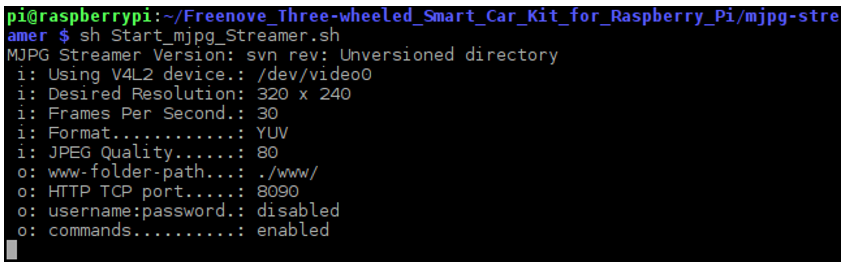 pi@raspberrypi:~/Freenove_Three-wheeled_Smart_Car_Kit_for_Raspberry_Pi/mjpg-stre
amer $ sh Start_mjpg_Streamer.sh
MJPG Streamer Version: svn rev: Unversioned directory
i: Using V4L2 device.: /dev/video0
i: Desired Resolution: 320 x 240
i: Frames Per Second.: 30
i: Format............: YUV
i: JPEG Quality......: 80
o: www-folder-path...: ./www/
o: HTTP TCP port.....: 8090
o: username:password.: disabled
o: commands..........: enabled